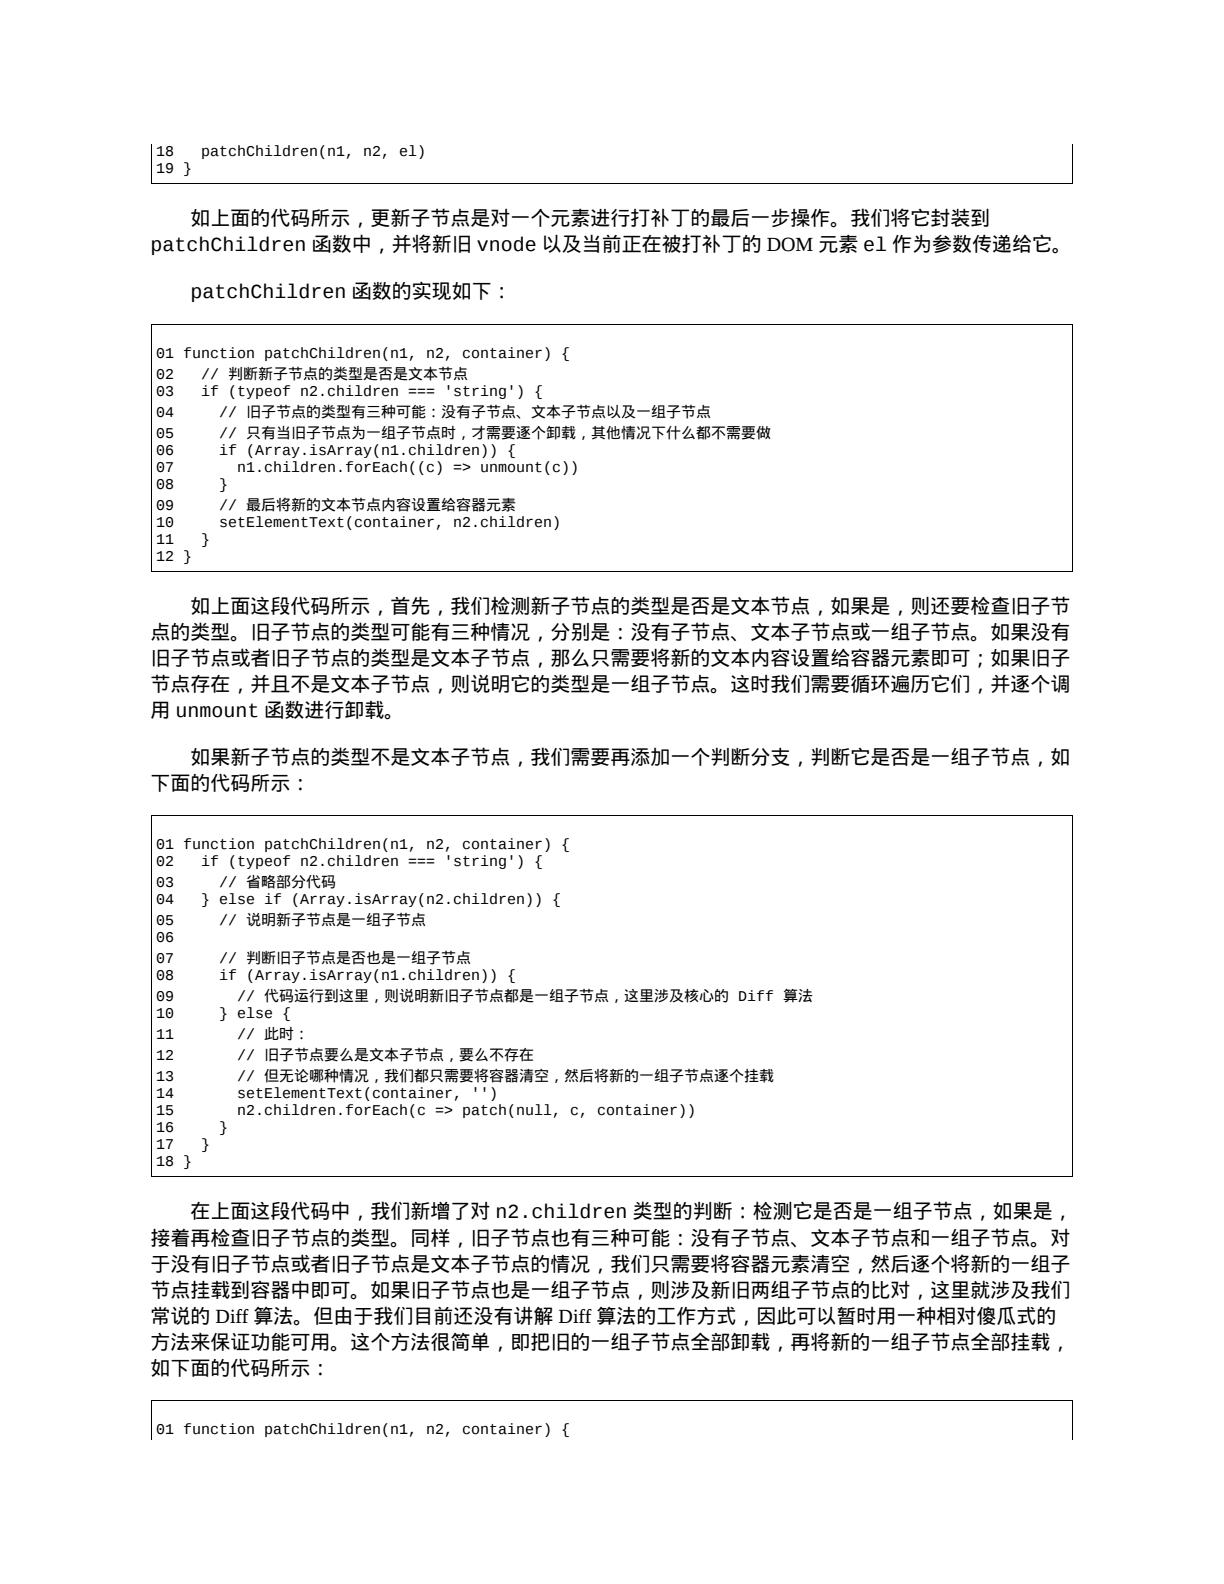 18   patchChildren(n1, n2, el)
19 }
如上面的代码所示，更新子节点是对一个元素进行打补丁的最后一步操作。我们将它封装到
patchChildren 函数中，并将新旧 vnode 以及当前正在被打补丁的 DOM 元素 el 作为参数传递给它。
patchChildren 函数的实现如下：
01 function patchChildren(n1, n2, container) {
02   // 判断新子节点的类型是否是文本节点
03   if (typeof n2.children === 'string') {
04     // 旧子节点的类型有三种可能：没有子节点、文本子节点以及一组子节点
05     // 只有当旧子节点为一组子节点时，才需要逐个卸载，其他情况下什么都不需要做
06     if (Array.isArray(n1.children)) {
07       n1.children.forEach((c) => unmount(c))
08     }
09     // 最后将新的文本节点内容设置给容器元素
10     setElementText(container, n2.children)
11   }
12 }
如上面这段代码所示，首先，我们检测新子节点的类型是否是文本节点，如果是，则还要检查旧子节
点的类型。旧子节点的类型可能有三种情况，分别是：没有子节点、文本子节点或一组子节点。如果没有
旧子节点或者旧子节点的类型是文本子节点，那么只需要将新的文本内容设置给容器元素即可；如果旧子
节点存在，并且不是文本子节点，则说明它的类型是一组子节点。这时我们需要循环遍历它们，并逐个调
用 unmount 函数进行卸载。
如果新子节点的类型不是文本子节点，我们需要再添加一个判断分支，判断它是否是一组子节点，如
下面的代码所示：
01 function patchChildren(n1, n2, container) {
02   if (typeof n2.children === 'string') {
03     // 省略部分代码
04   } else if (Array.isArray(n2.children)) {
05     // 说明新子节点是一组子节点
06
07     // 判断旧子节点是否也是一组子节点
08     if (Array.isArray(n1.children)) {
09       // 代码运行到这里，则说明新旧子节点都是一组子节点，这里涉及核心的 Diff 算法
10     } else {
11       // 此时：
12       // 旧子节点要么是文本子节点，要么不存在
13       // 但无论哪种情况，我们都只需要将容器清空，然后将新的一组子节点逐个挂载
14       setElementText(container, '')
15       n2.children.forEach(c => patch(null, c, container))
16     }
17   }
18 }
在上面这段代码中，我们新增了对 n2.children 类型的判断：检测它是否是一组子节点，如果是，
接着再检查旧子节点的类型。同样，旧子节点也有三种可能：没有子节点、文本子节点和一组子节点。对
于没有旧子节点或者旧子节点是文本子节点的情况，我们只需要将容器元素清空，然后逐个将新的一组子
节点挂载到容器中即可。如果旧子节点也是一组子节点，则涉及新旧两组子节点的比对，这里就涉及我们
常说的 Diff 算法。但由于我们目前还没有讲解 Diff 算法的工作方式，因此可以暂时用一种相对傻瓜式的
方法来保证功能可用。这个方法很简单，即把旧的一组子节点全部卸载，再将新的一组子节点全部挂载，
如下面的代码所示：
01 function patchChildren(n1, n2, container) {